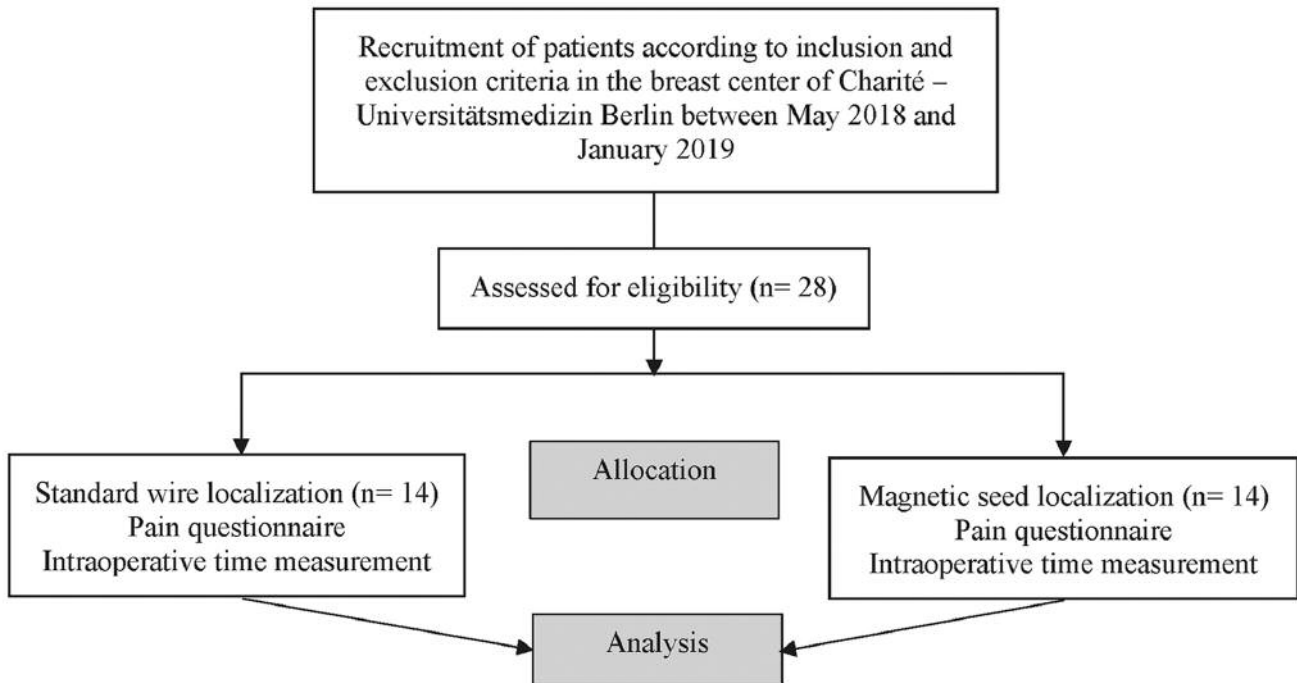 Recruitment of patients according to inclusion and
exclusion criteria in the breast center of Charité –
Universitätsmedizin Berlin between May 2018 and
January 2019
Assessed for eligibility (n= 28)
Allocation
Standard wire localization (n= 14)
Pain questionnaire
Intraoperative time measurement
Magnetic seed localization (n= 14)
Pain questionnaire
Intraoperative time measurement
Analysis